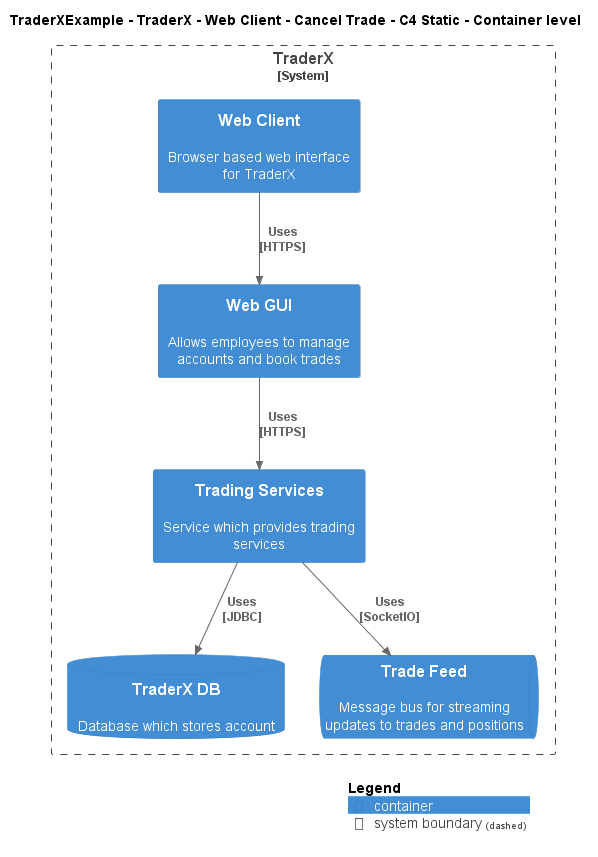 TraderXExample - TraderX - Web Client - Cancel Trade - C4 Static - Container level
TraderX
[System]
Web Client
Browser based web interface
for TraderX
Uses
[HTTPS]
Web GUI
Allows employees to manage
accounts and book trades
Uses
[HTTPS]
Trading Services
Service which provides trading
services
Uses
[JDBC]
Uses
[SocketIO]
TraderX DB
Database which stores account
Trade Feed
Message bus for streaming
updates to trades and positions
Legend
container
system boundary (dashed)